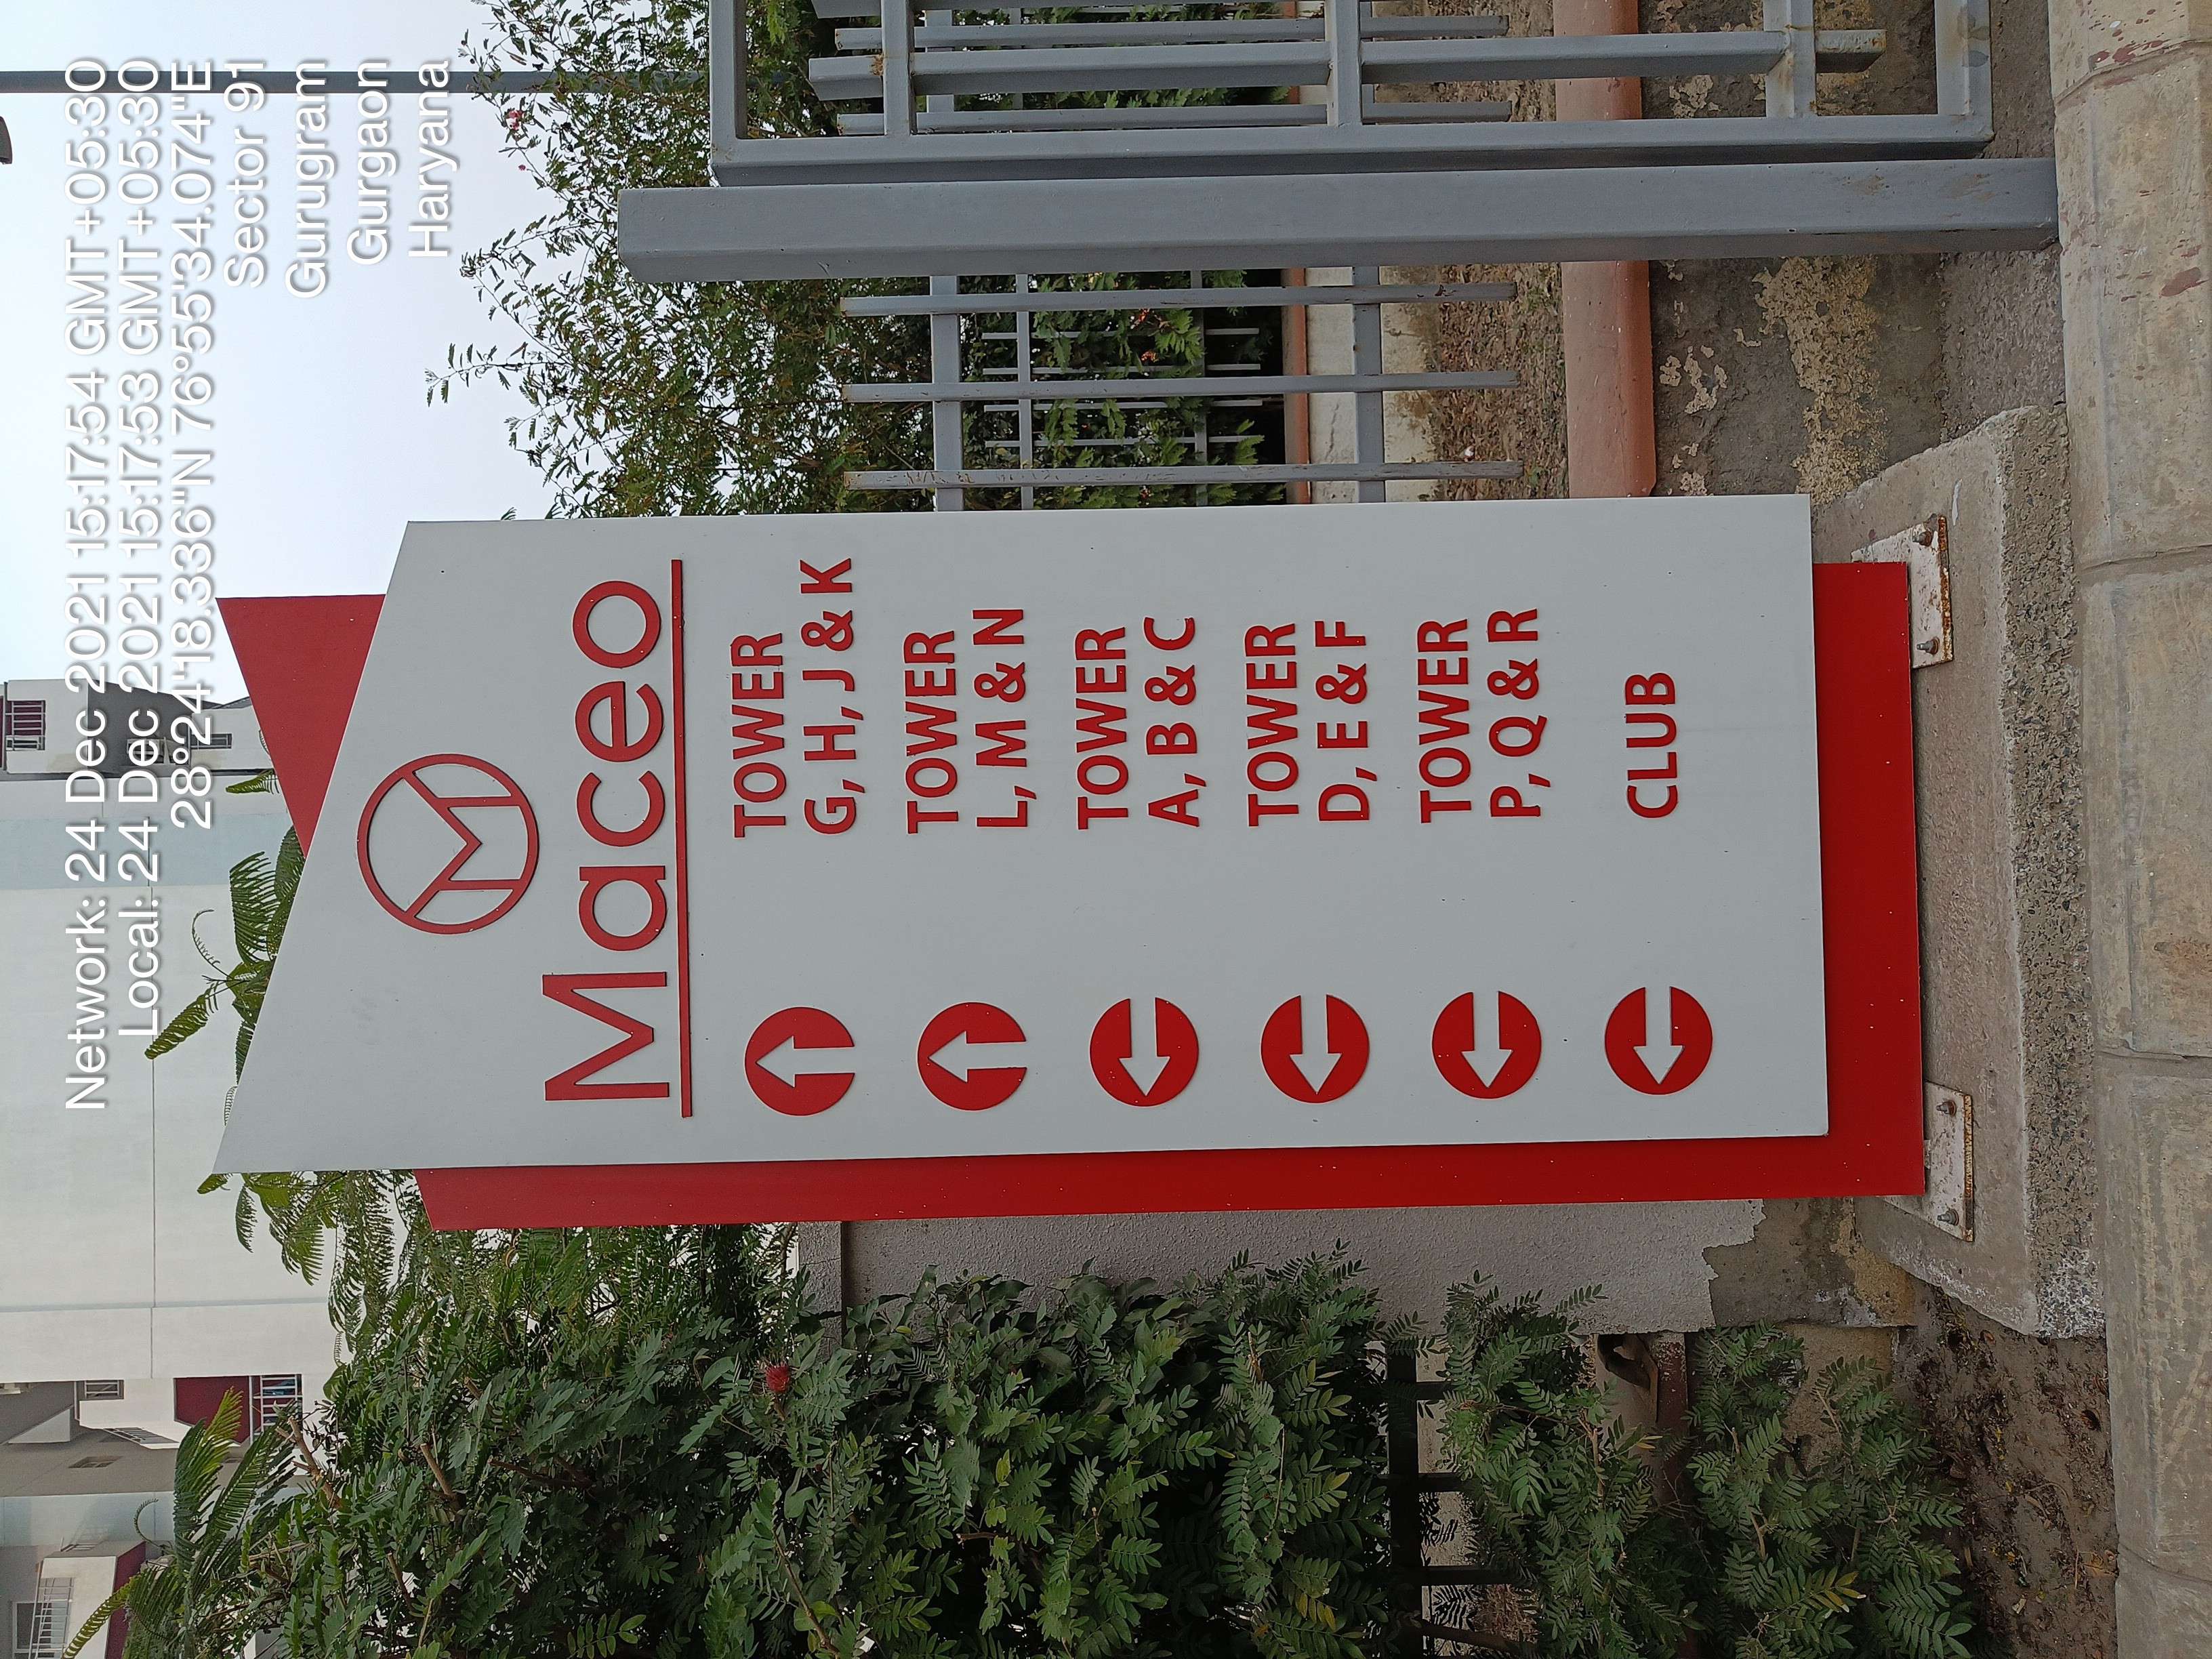 Network: 24 Dec 2021 15:17:54 GMT+05:30
Local: 24 Dec 2021 15:17:53 GMT+05:30
28°24'18.336"N 76°55'34.074"E
Sector 91
Gurugram
Gurgaon
Haryana
Maceo
TOWER
G, H, J & K
TOWER
L, M & N
TOWER
A, B & C
TOWER
D, E & F
TOWER
P, Q & R
CLUB